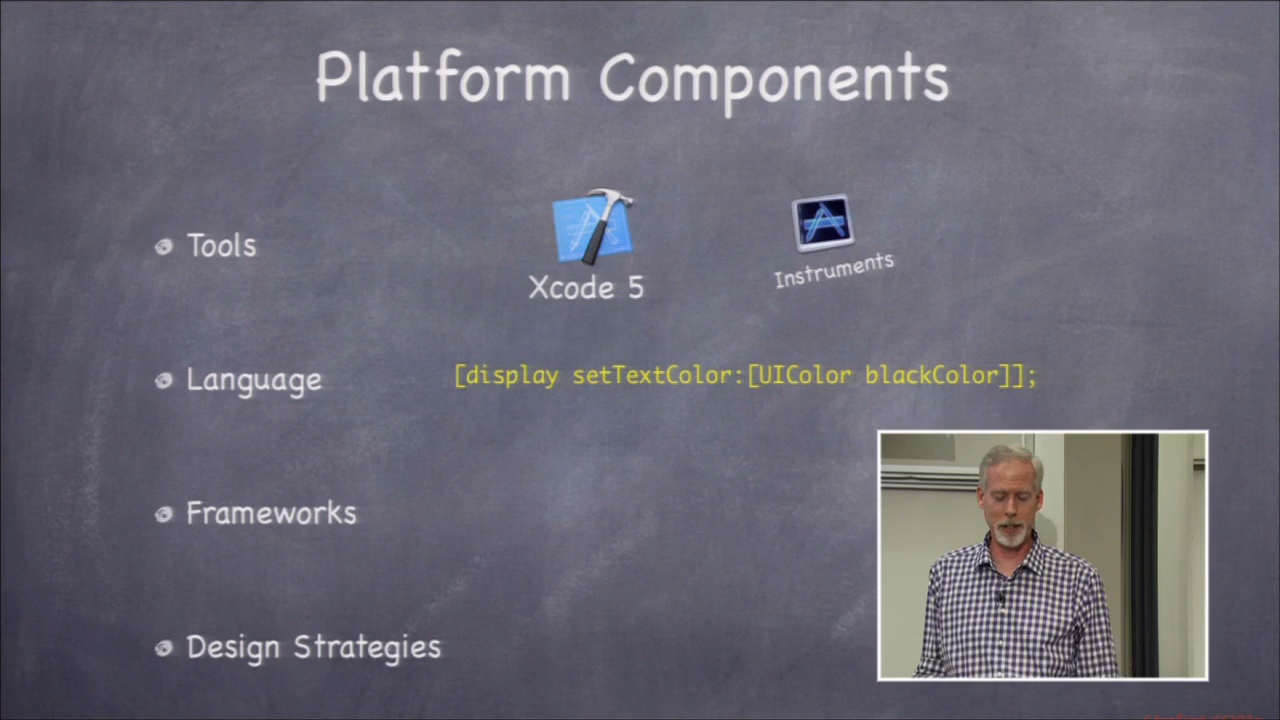 Platform Components
Tools
Xcode 5
Instruments
Language
[display setTextColor:[UIColor blackColor]];
Frameworks
Design Strategies